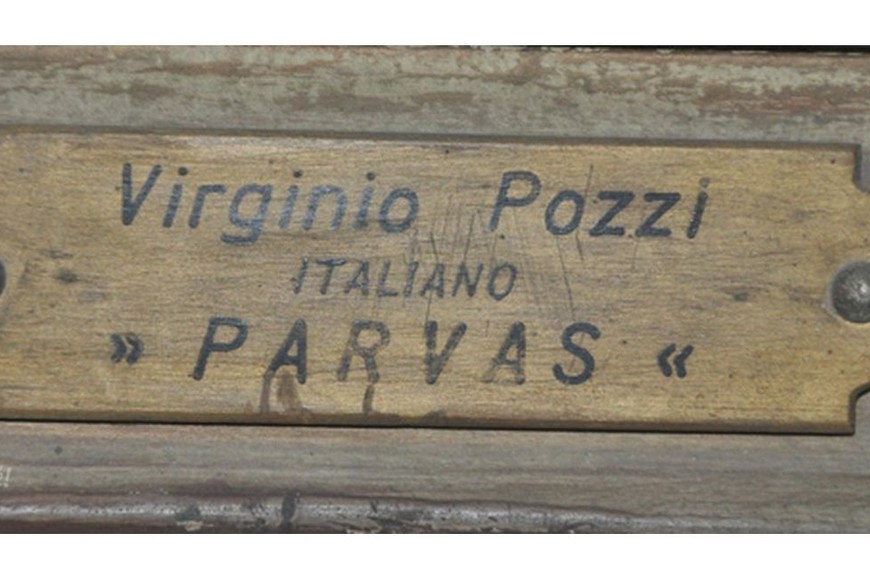 Virginio Pozzi
ITALIANO
» PARVAS «